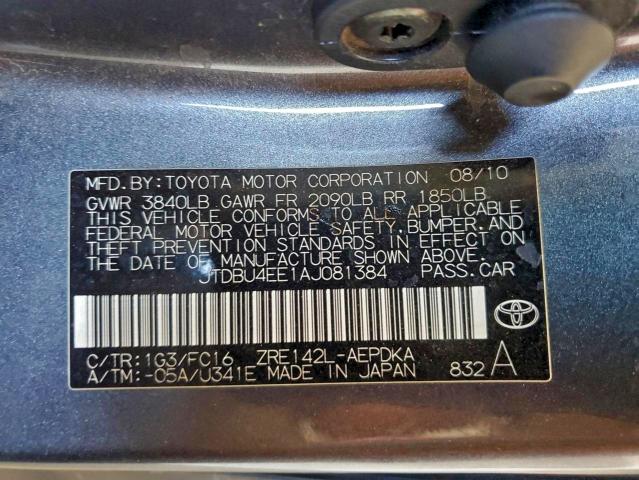 MFD. BY: TOYOTA MOTOR CORPORATION 08/10
GVWR 3840LB GAWR FR 2090LB RR 1850LB
THIS VEHICLE CONFORMS TO ALL APPLICABLE
FEDERAL MOTOR VEHICLE SAFETY, BUMPER, AND
THEFT PREVENTION STANDARDS IN EFFECT ON
THE DATE OF MANUFACTURE SHOWN ABOVE.
JTDBU4EE1AJ081384 PASS. CAR
C/TR: 1G3/FC16 ZRE142L-AEPDKA
A/TM: -05A/U341E MADE IN JAPAN 832 A